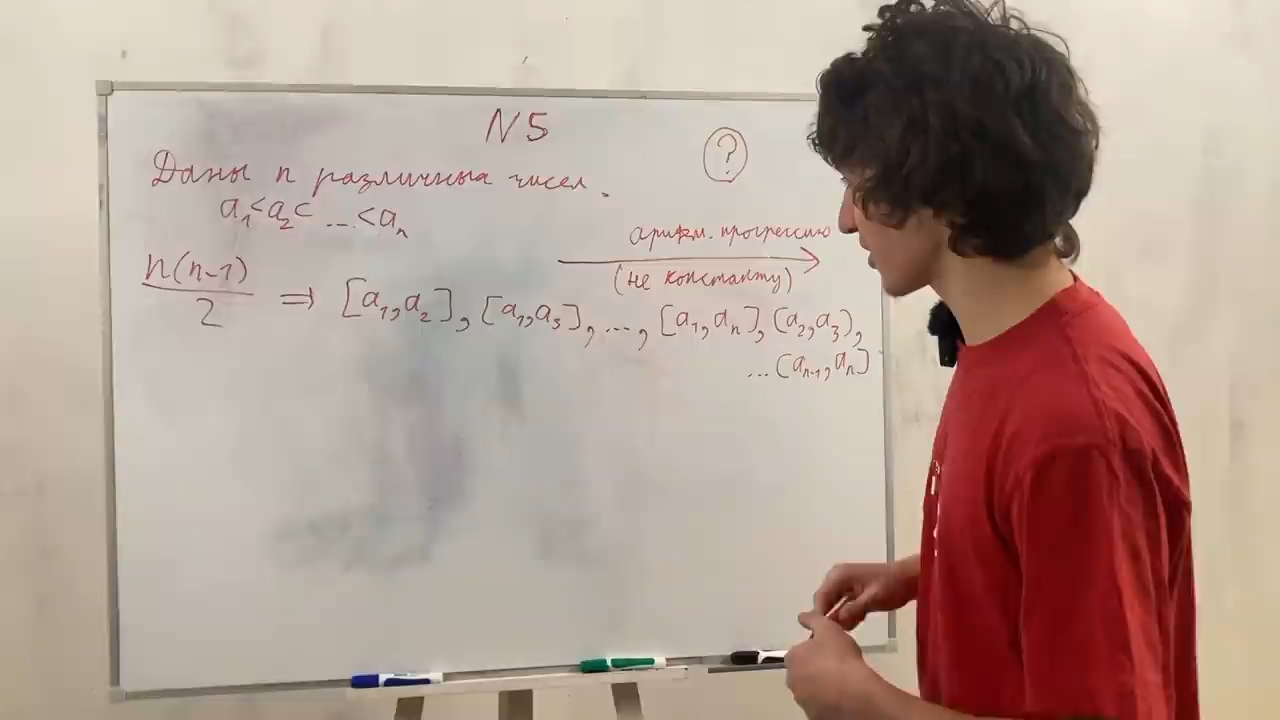 N5
?
Даны n различных чисел.
a₁<a₂< ... <aₙ
арифм. прогрессию
(не константу)
n(n-1)/2 ⇒ [a₁,a₂], [a₁,a₃], ..., [a₁,aₙ], [a₂,a₃),
...[aₙ₋₁,aₙ]